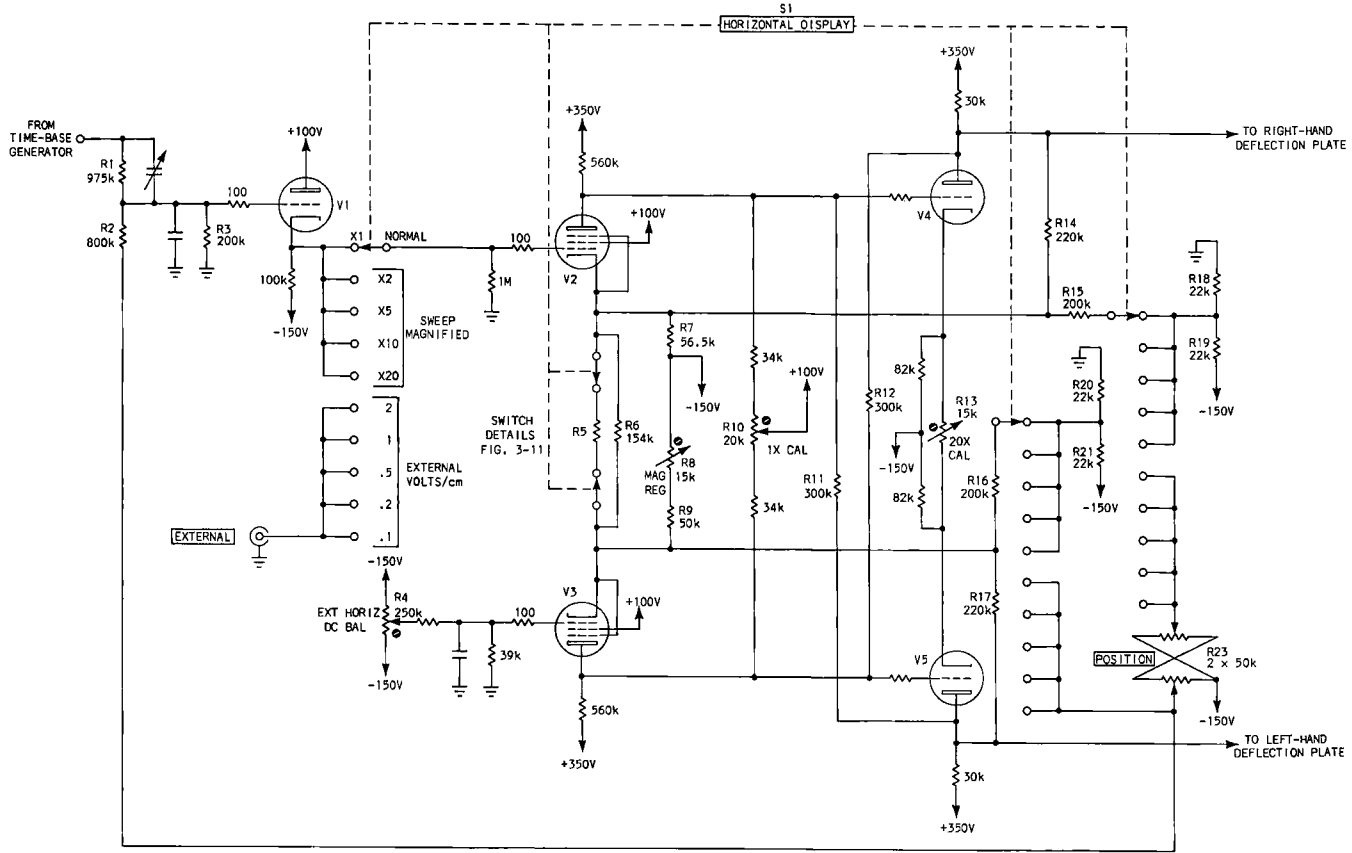 S1
HORIZONTAL DISPLAY
+350V
30k
TO RIGHT-HAND
DEFLECTION PLATE
FROM
TIME-BASE
GENERATOR
+100V
+350V
560k
R1
975k
100
V1
+100V
V4
R2
800k
R3
200k
X1
NORMAL
100
V2
R14
220k
R18
22k
100k
-150V
1M
R15
200k
X2
X5
X10
X20
SWEEP
MAGNIFIED
R7
56.5k
-150V
34k
+100V
82k
R12
300k
R19
22k
-150V
R20
22k
2
1
.5
.2
.1
EXTERNAL
VOLTS/cm
SWITCH
DETAILS
FIG. 3-11
R5
R6
154k
R8
15k
MAG
REG
R10
20k
1X CAL
R13
15k
20X
CAL
-150V
R21
22k
-150V
R9
50k
34k
R11
300k
82k
R16
200k
EXTERNAL
-150V
R4
250k
EXT HORIZ
DC BAL
-150V
100
V3
+100V
39k
R17
220k
V5
POSITION
R23
2 x 50k
-150V
560k
+350V
TO LEFT-HAND
DEFLECTION PLATE
30k
+350V